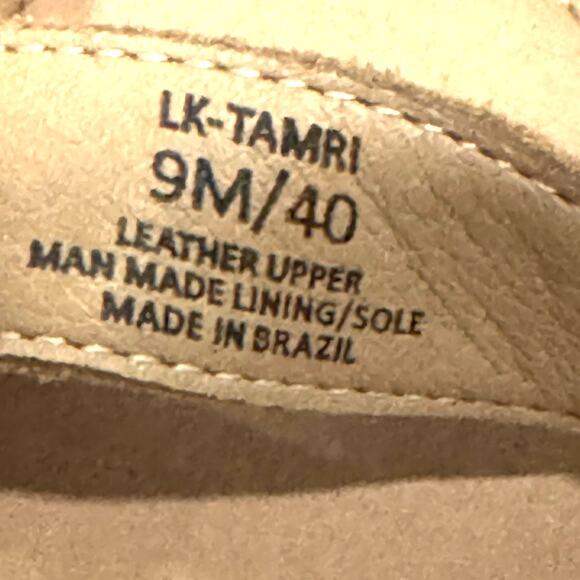 LK-TAMRI
9M/40
LEATHER UPPER
MAN MADE LINING/SOLE
MADE IN BRAZIL